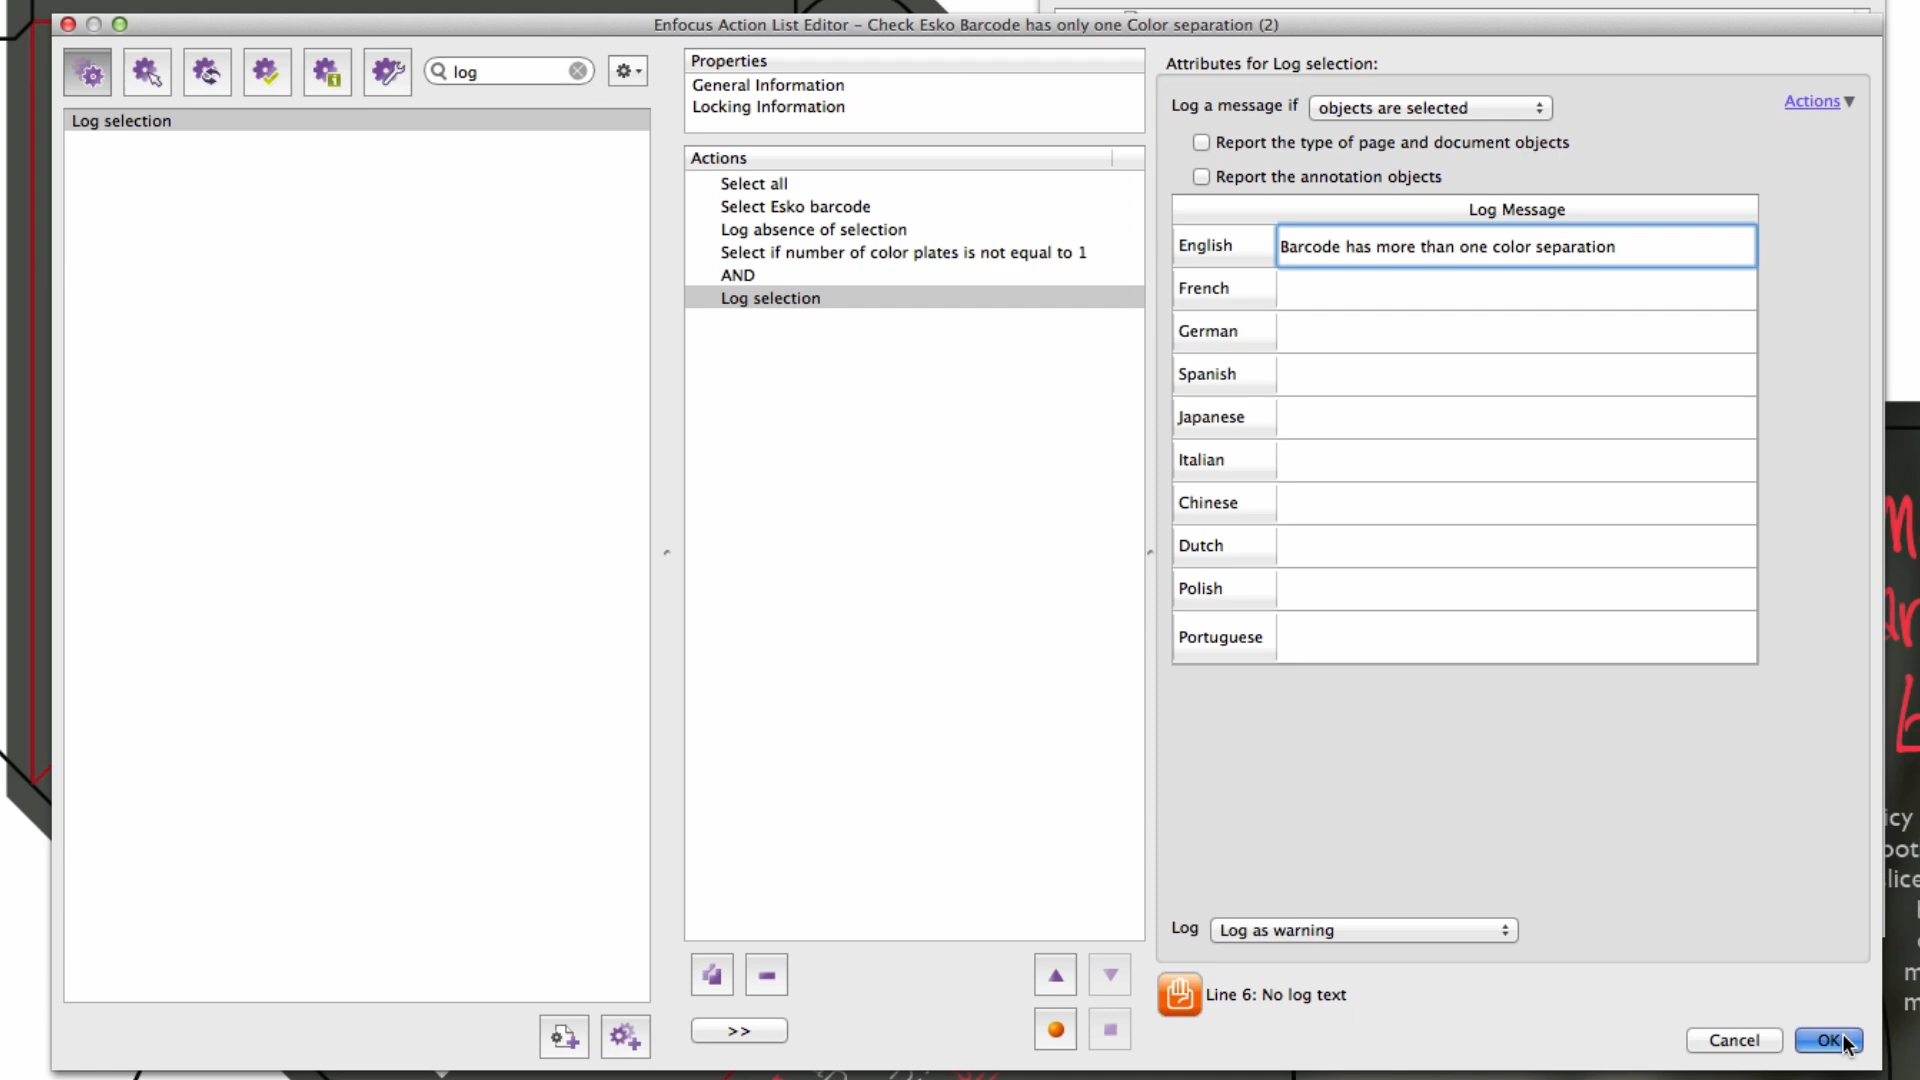 Enfocus Action List Editor – Check Esko Barcode has only one Color separation (2)
log
Log selection
Properties
General Information
Locking Information
Actions
Select all
Select Esko barcode
Log absence of selection
Select if number of color plates is not equal to 1
AND
Log selection
>>
Attributes for Log selection:
Log a message if objects are selected
Actions
Report the type of page and document objects
Report the annotation objects
Log Message
English Barcode has more than one color separation
French
German
Spanish
Japanese
Italian
Chinese
Dutch
Polish
Portuguese
Log Log as warning
Line 6: No log text
Cancel OK